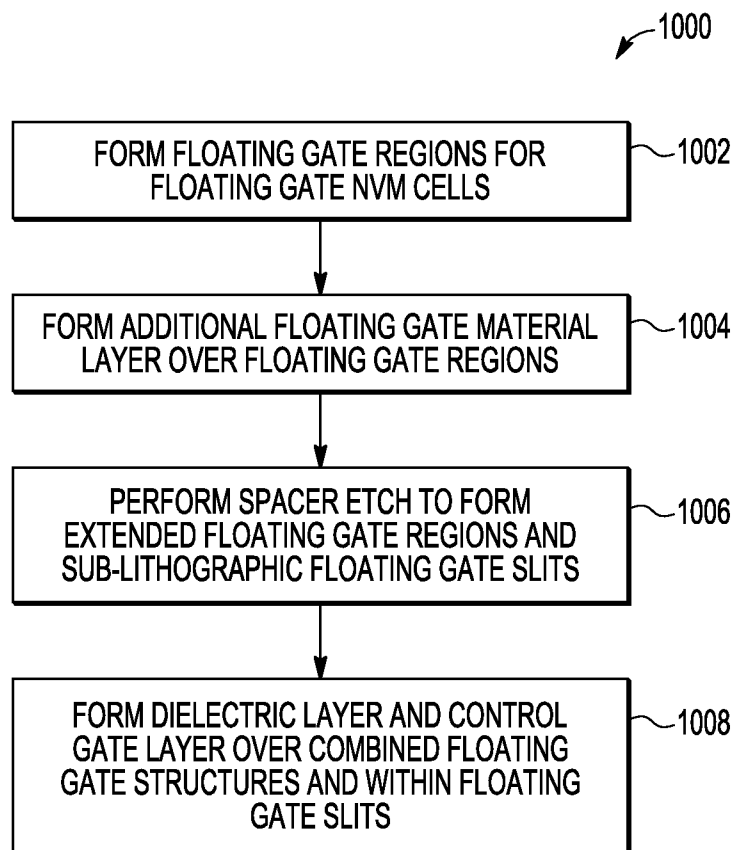 1000
FORM FLOATING GATE REGIONS FOR
FLOATING GATE NVM CELLS
1002
FORM ADDITIONAL FLOATING GATE MATERIAL
LAYER OVER FLOATING GATE REGIONS
1004
PERFORM SPACER ETCH TO FORM
EXTENDED FLOATING GATE REGIONS AND
SUB-LITHOGRAPHIC FLOATING GATE SLITS
1006
FORM DIELECTRIC LAYER AND CONTROL
GATE LAYER OVER COMBINED FLOATING
GATE STRUCTURES AND WITHIN FLOATING
GATE SLITS
1008